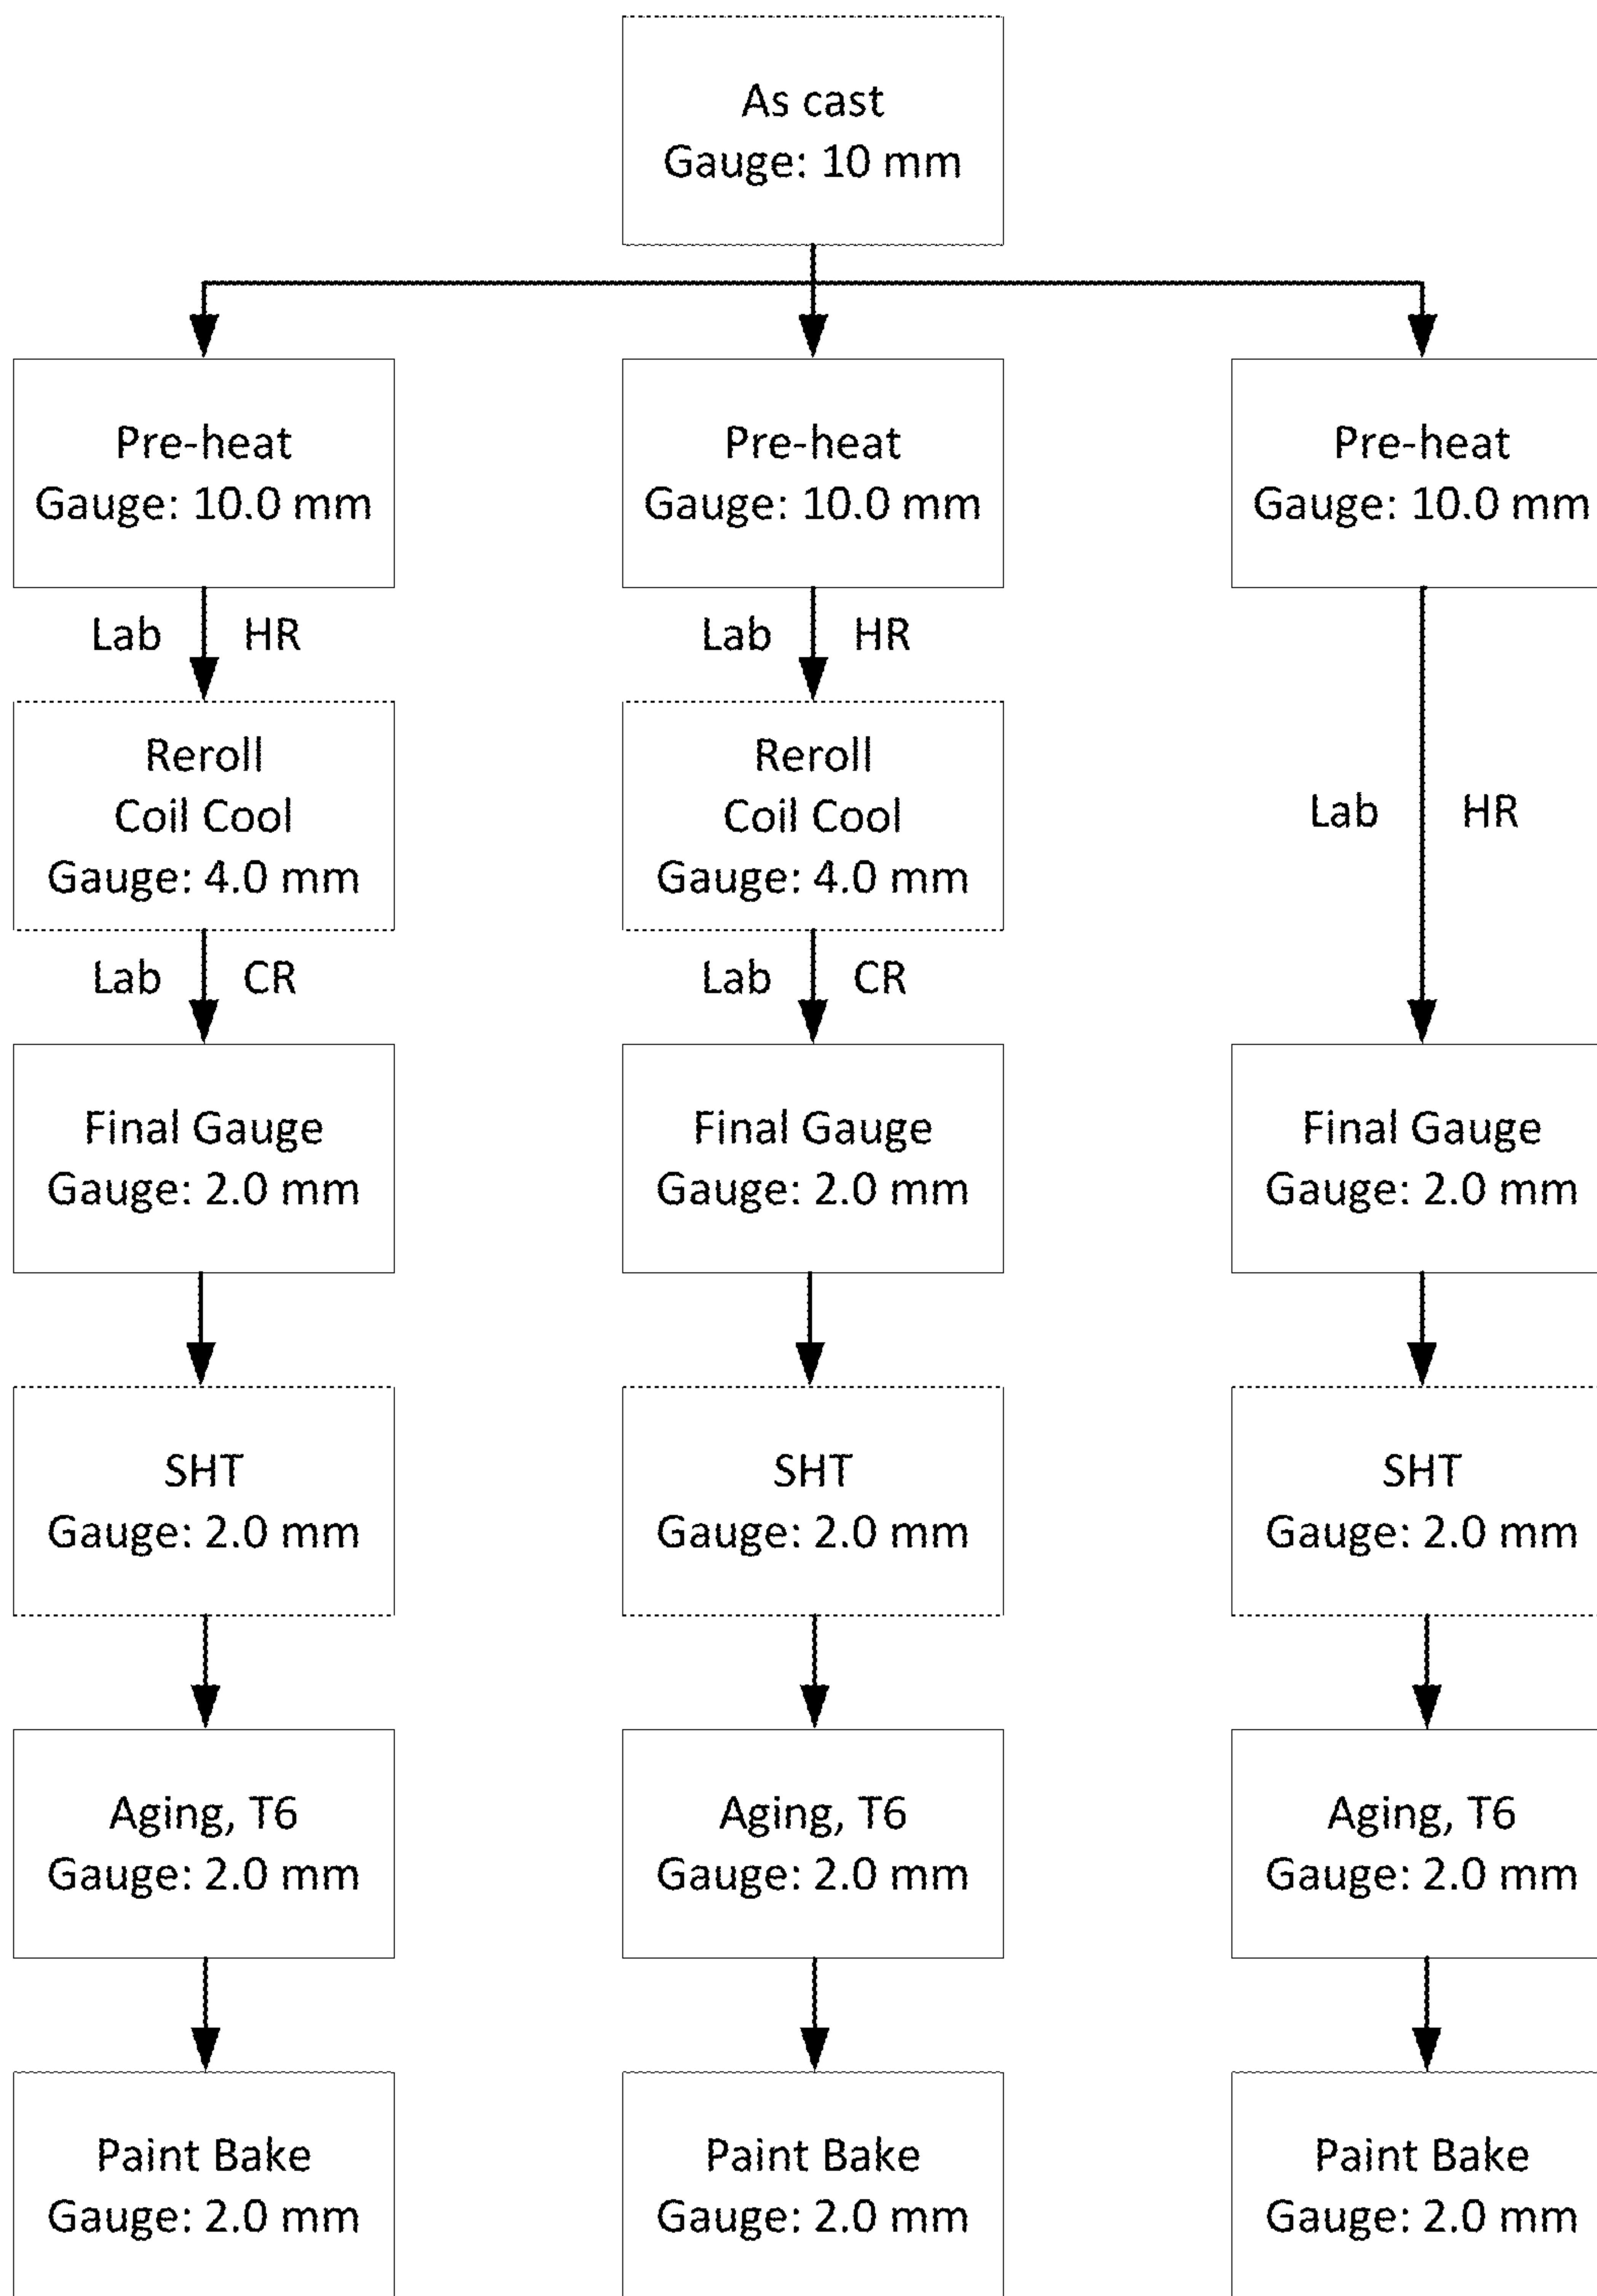 As cast
Gauge: 10 mm
Pre-heat
Gauge: 10.0 mm
Pre-heat
Gauge: 10.0 mm
Pre-heat
Gauge: 10.0 mm
Lab HR
Lab HR
Reroll
Coil Cool
Gauge: 4.0 mm
Reroll
Coil Cool
Gauge: 4.0 mm
Lab HR
Lab CR
Lab CR
Final Gauge
Gauge: 2.0 mm
Final Gauge
Gauge: 2.0 mm
Final Gauge
Gauge: 2.0 mm
SHT
Gauge: 2.0 mm
SHT
Gauge: 2.0 mm
SHT
Gauge: 2.0 mm
Aging, T6
Gauge: 2.0 mm
Aging, T6
Gauge: 2.0 mm
Aging, T6
Gauge: 2.0 mm
Paint Bake
Gauge: 2.0 mm
Paint Bake
Gauge: 2.0 mm
Paint Bake
Gauge: 2.0 mm